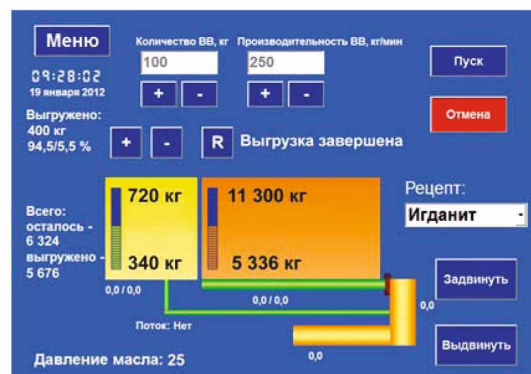 Меню
Количество ВВ, кг
Производительность ВВ, кг/мин
100
250
Пуск
09:28:02
19 января 2012
+
-
+
-
Отмена
Выгружено:
400 кг
94,5/5,5 %
+
-
R
Выгрузка завершена
720 кг
11 300 кг
Рецепт:
Игданит
Всего:
осталось -
6 324
выгружено -
5 676
340 кг
5 336 кг
0,0 / 0,0
0,0 / 0,0
0,0
Задвинуть
Поток: Нет
0,0
Выдвинуть
Давление масла: 25